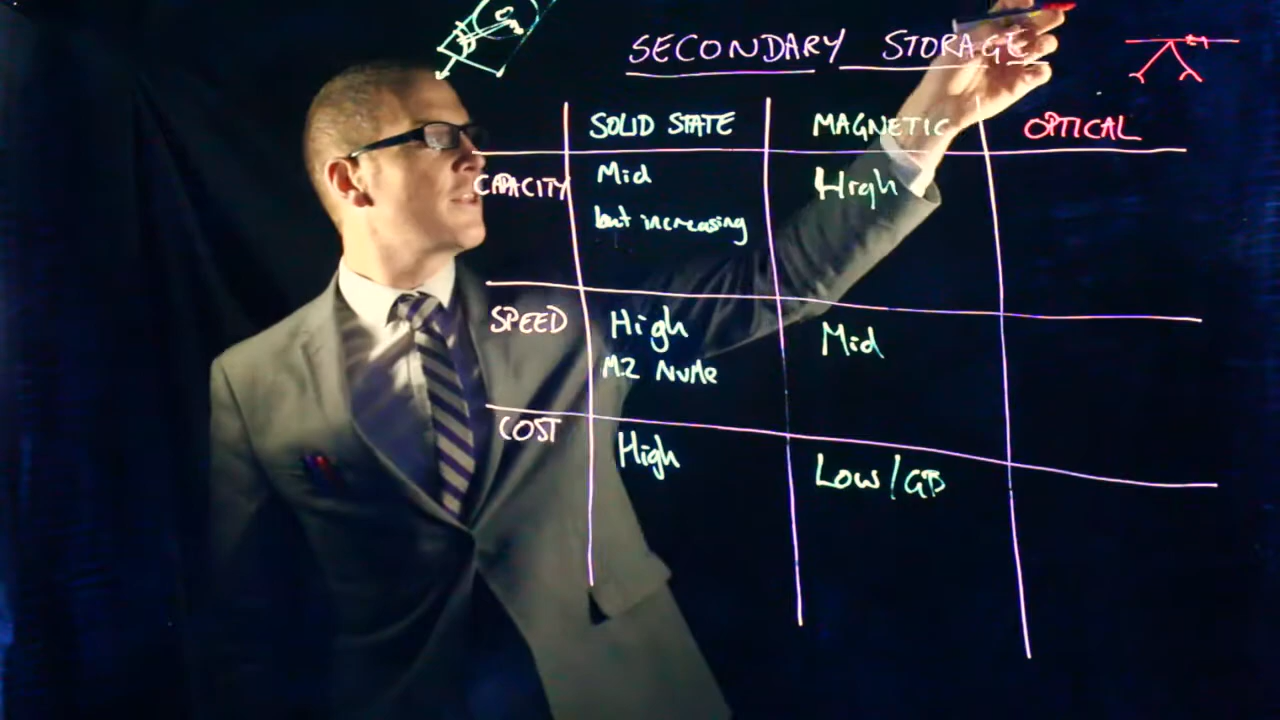 SECONDARY STORAGE
SOLID STATE MAGNETIC OPTICAL
CAPACITY Mid High
but increasing
SPEED High Mid
M.2 NVMe
COST High Low/GB